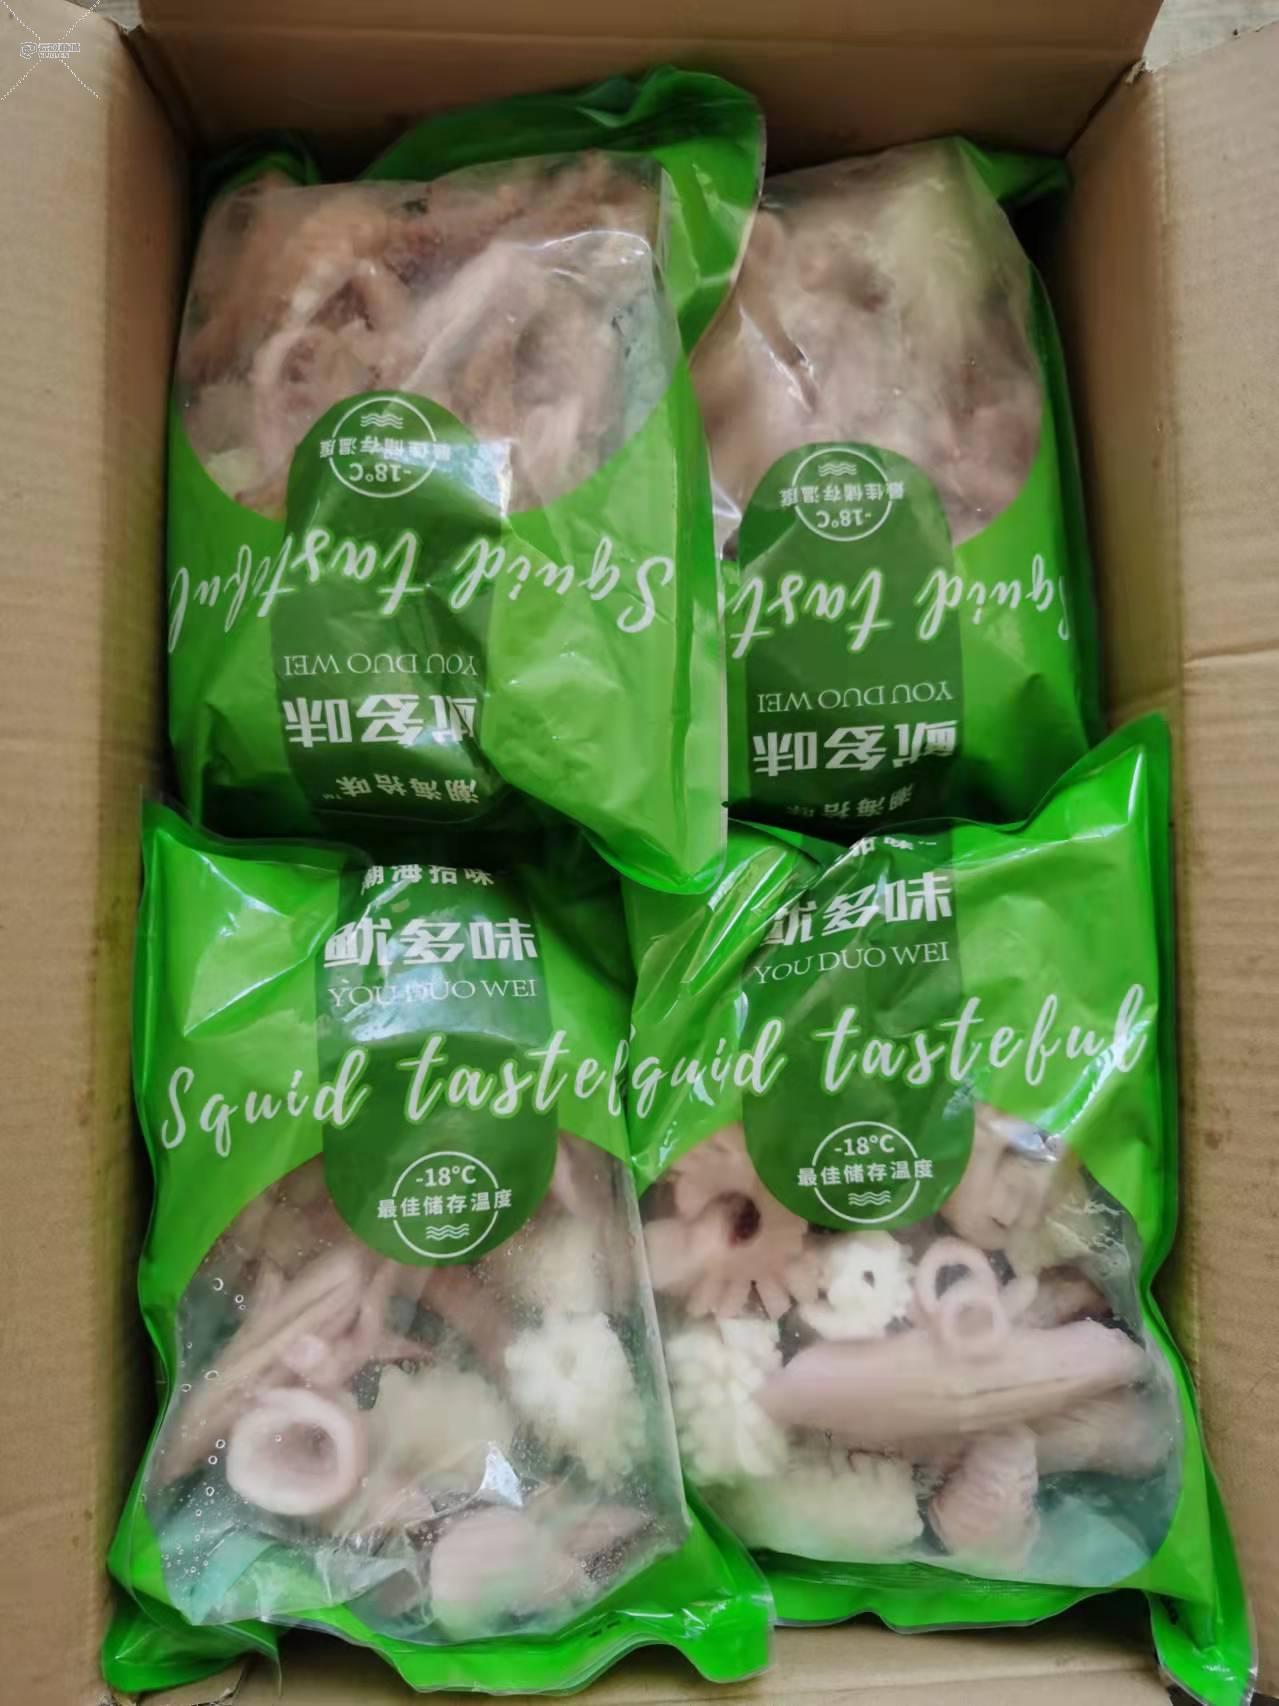 最佳储存温度
-18°C
Squid tasteful
YOU DUO WEI
鱿多味
潮海拾味
最佳储存温度
-18°C
Squid tast
YOU DUO WEI
鱿多味
潮海拾味
潮海拾味
鱿多味
YOU DUO WEI
Squid tastef
-18°C
最佳储存温度
拾味
鱿多味
YOU DUO WEI
quid tasteful
-18°C
最佳储存温度